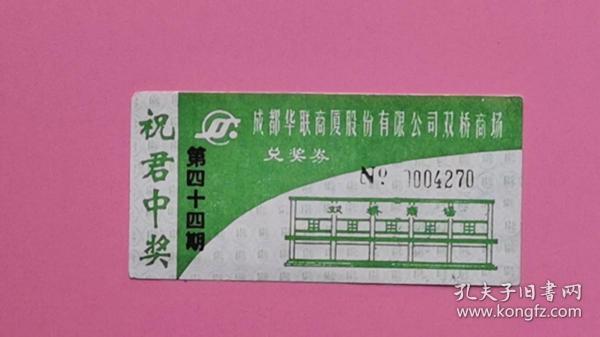 祝君中奖
第四十四期
成都华联商厦股份有限公司双桥商场
兑奖券
Nº 0004270
双桥商场
孔夫子旧書网
www.kongfz.com